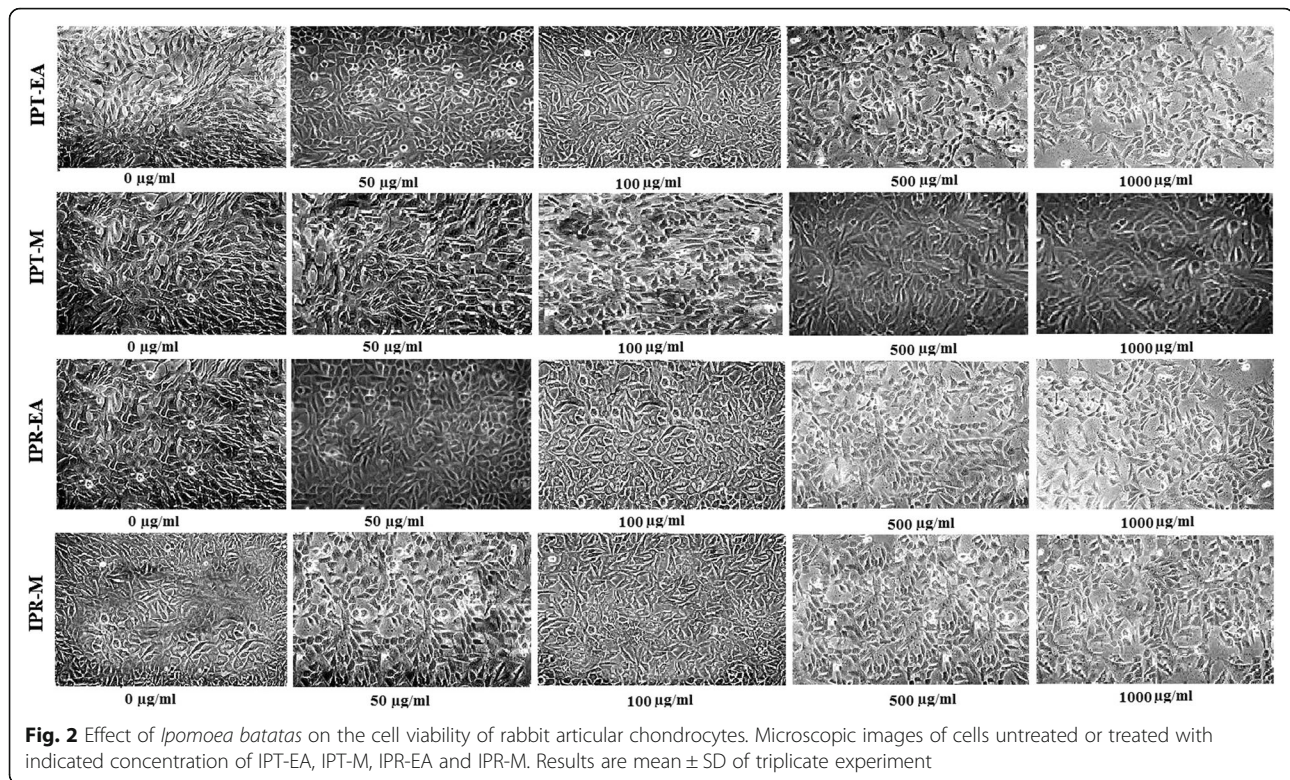 IPT-EA
0 µg/ml 50 µg/ml 100 µg/ml 500 µg/ml 1000 µg/ml
IPT-M
0 µg/ml 50 µg/ml 100 µg/ml 500 µg/ml 1000 µg/ml
IPR-EA
0 µg/ml 50 µg/ml 100 µg/ml 500 µg/ml 1000 µg/ml
IPR-M
0 µg/ml 50 µg/ml 100 µg/ml 500 µg/ml 1000 µg/ml
Fig. 2 Effect of Ipomoea batatas on the cell viability of rabbit articular chondrocytes. Microscopic images of cells untreated or treated with
indicated concentration of IPT-EA, IPT-M, IPR-EA and IPR-M. Results are mean ± SD of triplicate experiment